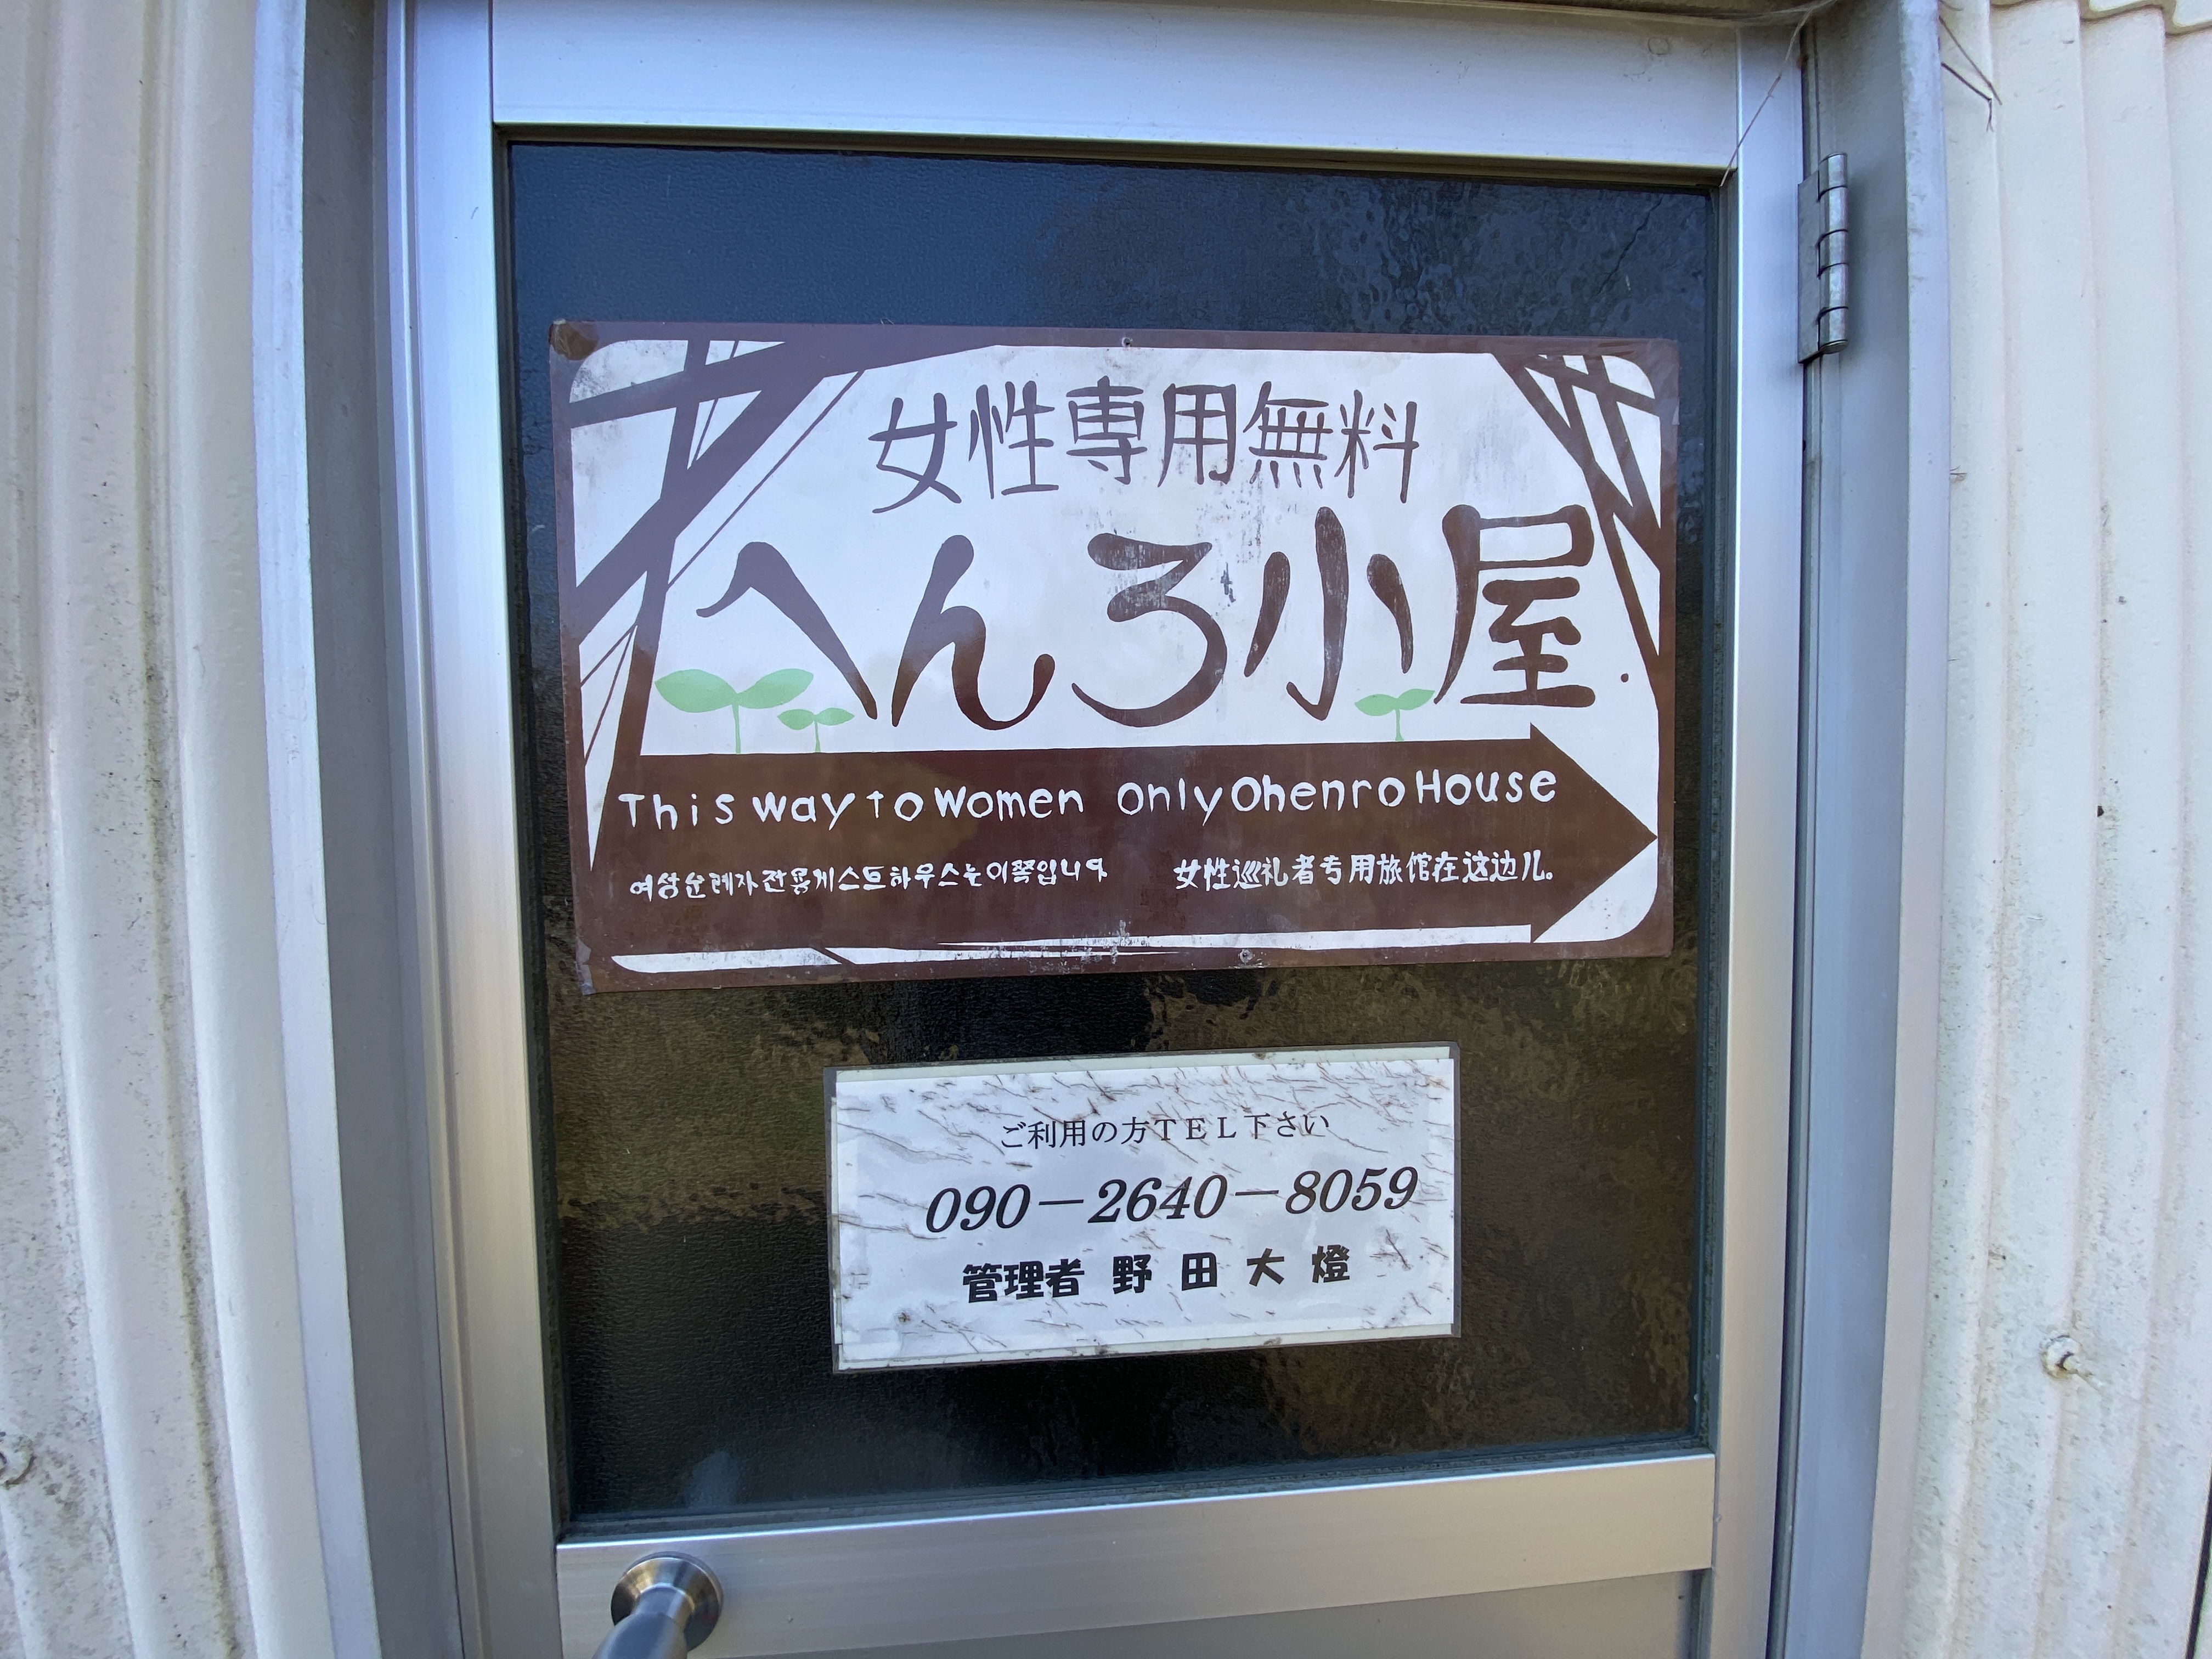 女性専用無料
へんろ小屋.
This way to Women Only Ohenro House
여성순례자전용게스트하우스는이쪽입니다
女性巡礼者专用旅馆在这边儿。
ご利用の方TEL下さい
090－2640－8059
管理者 野 田 大 燈